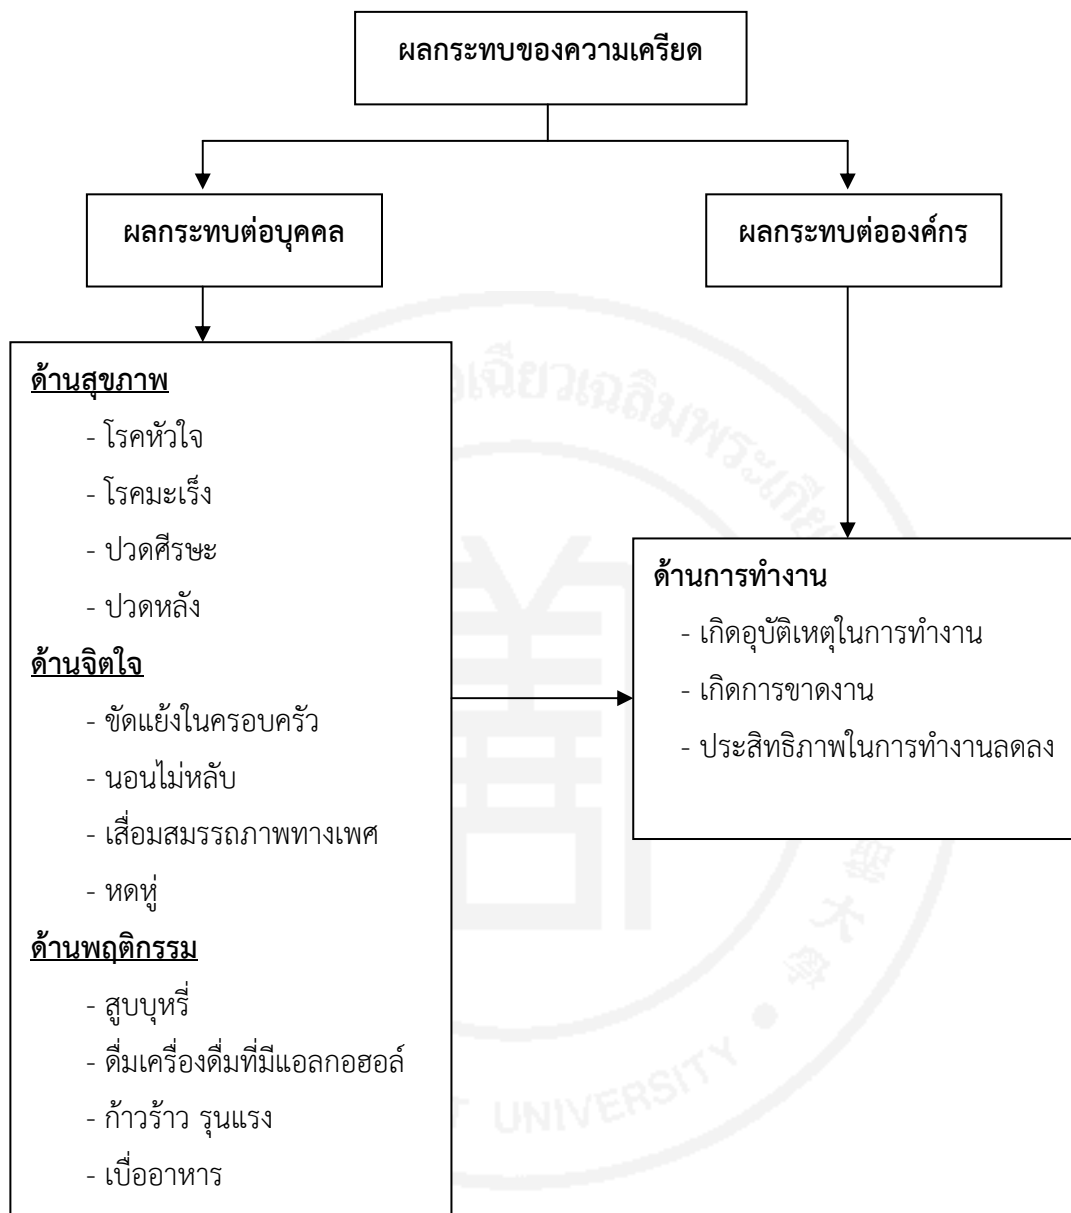 ผลกระทบของความเครียด
ผลกระทบต่อบุคคล
ผลกระทบต่อองค์กร
ด้านสุขภาพ
- โรคหัวใจ
- โรคมะเร็ง
- ปวดศีรษะ
- ปวดหลัง
ด้านจิตใจ
- ขัดแย้งในครอบครัว
- นอนไม่หลับ
- เสื่อมสมรรถภาพทางเพศ
- หดหู่
ด้านพฤติกรรม
- สูบบุหรี่
- ดื่มเครื่องดื่มที่มีแอลกอฮอล์
- ก้าวร้าว รุนแรง
- เบื่ออาหาร
ด้านการทำงาน
- เกิดอุบัติเหตุในการทำงาน
- เกิดการขาดงาน
- ประสิทธิภาพในการทำงานลดลง
UNIVERSITY